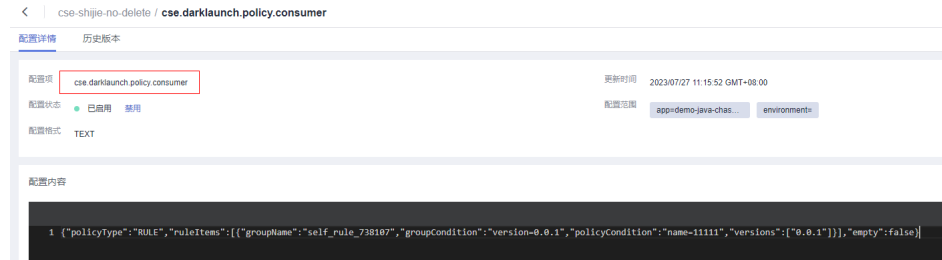 cse-shijie-no-delete / cse.darklaunch.policy.consumer
配置详情 历史版本
配置项 cse.darklaunch.policy.consumer 更新时间 2023/07/27 11:15:52 GMT+08:00
配置状态 已启用 禁用 配置范围 app=demo-java-chas... environment=
配置格式 TEXT
配置内容
1 {"policyType":"RULE","ruleItems":[{"groupName":"self_rule_738107","groupCondition":"version=0.0.1","policyCondition":"name=11111","versions":["0.0.1"]}],"empty":false}